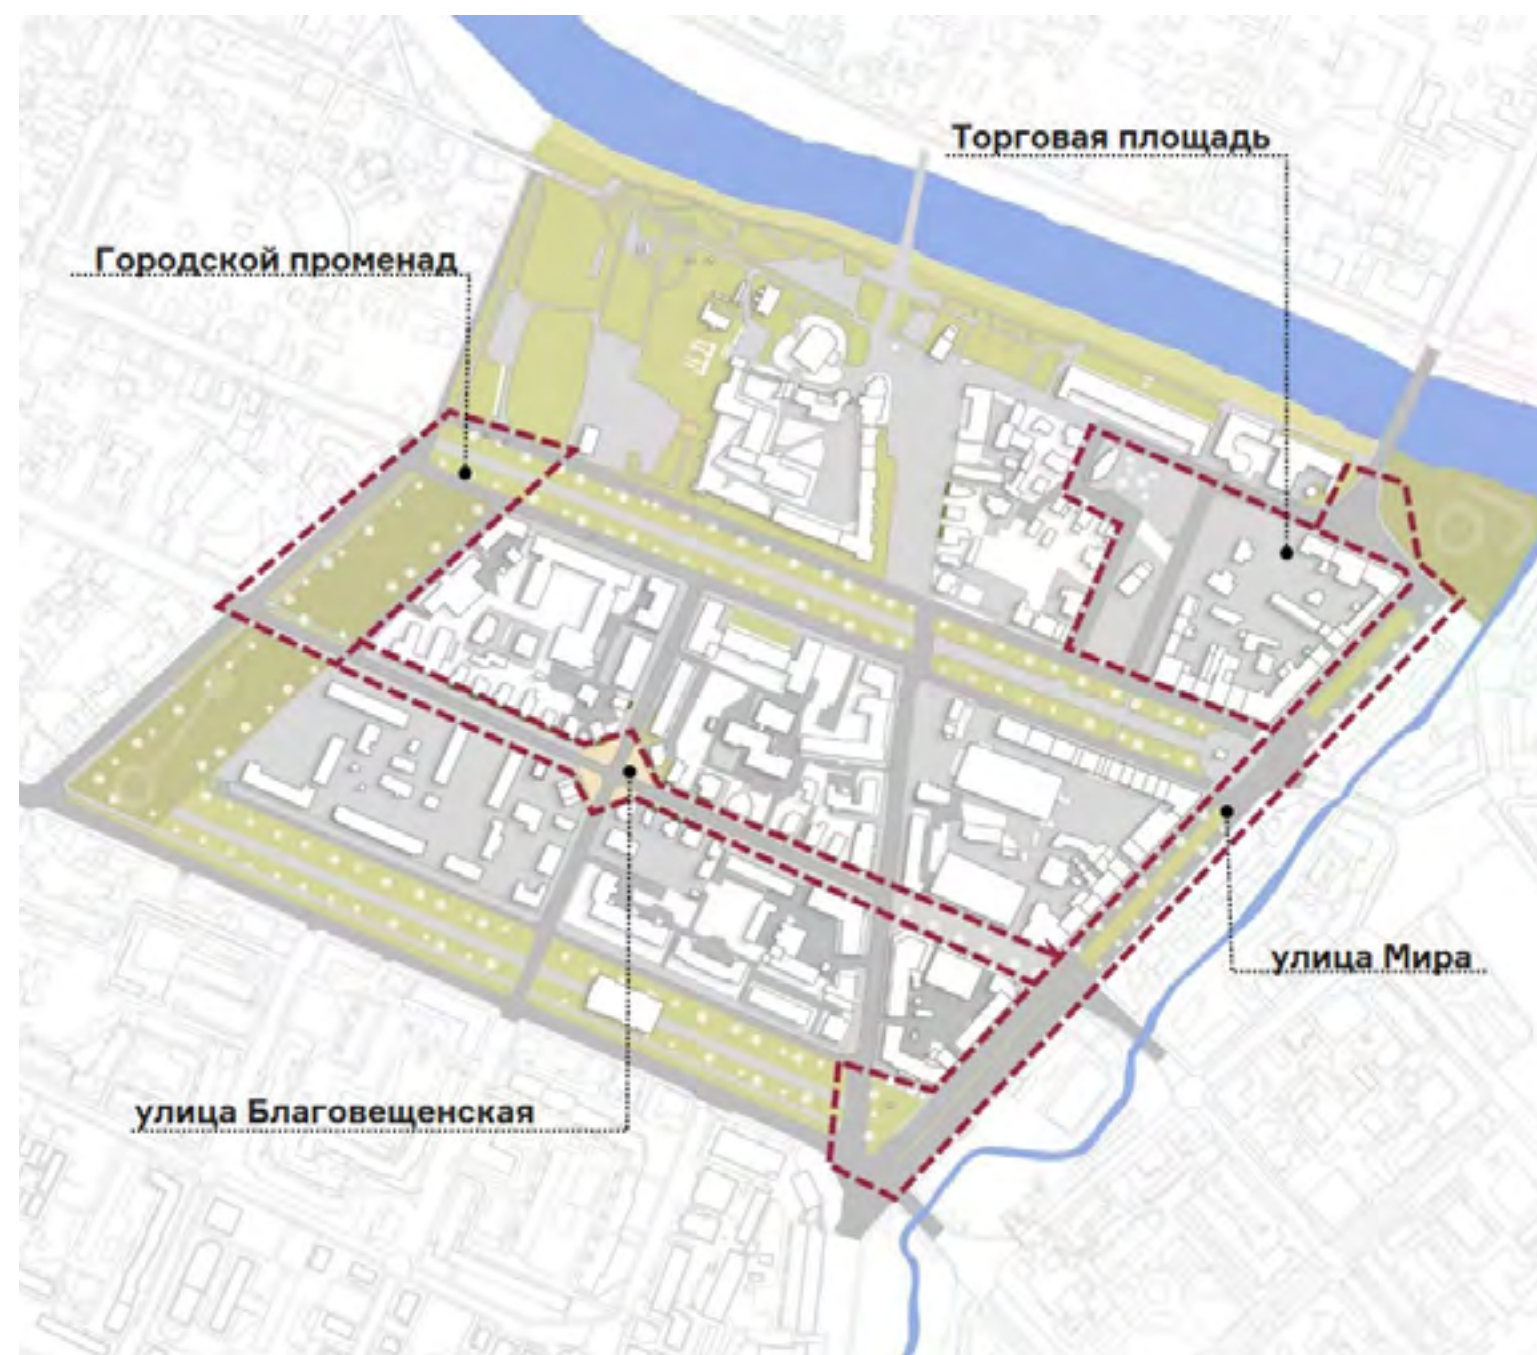 Торговая площадь
Городской променад
улица Мира
улица Благовещенская